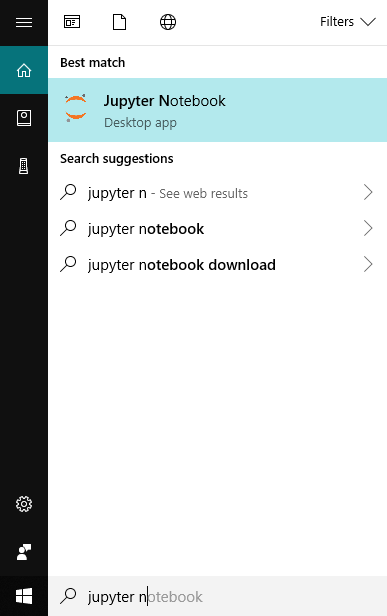 Filters
Best match
Jupyter Notebook
Desktop app
Search suggestions
jupyter n - See web results
jupyter notebook
jupyter notebook download
jupyter notebook